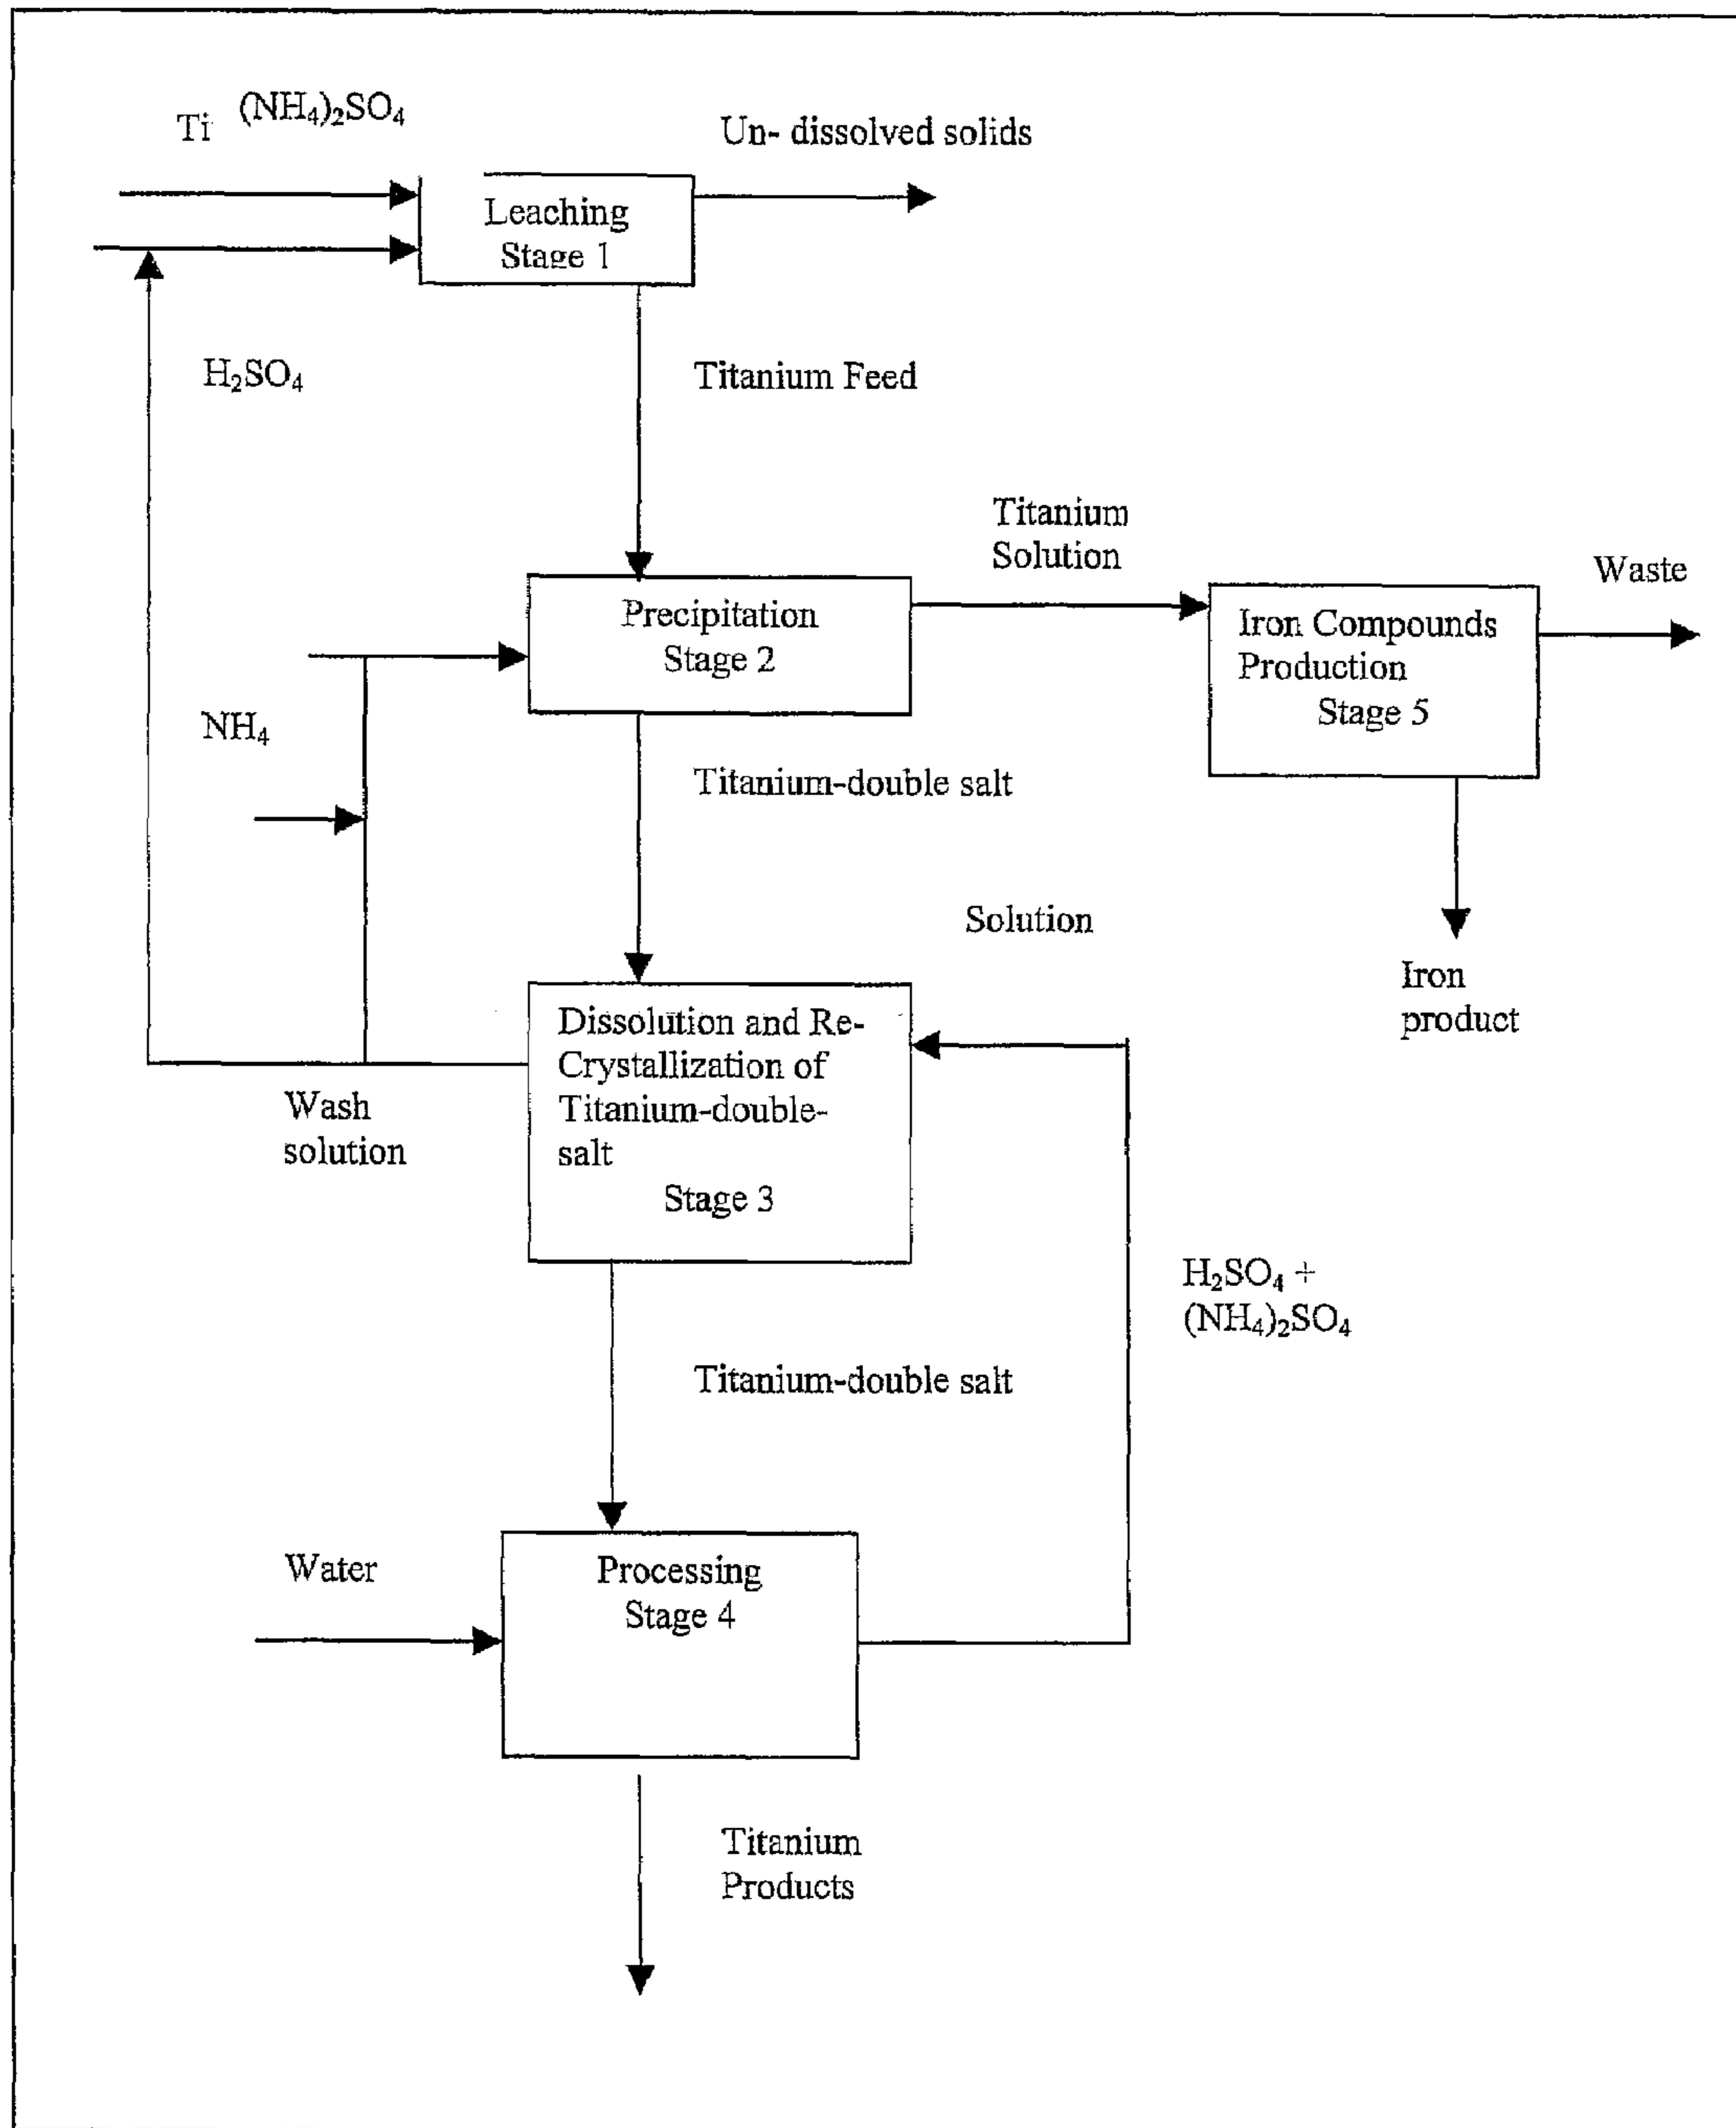 (NH₄)₂SO₄
Ti
Un- dissolved solids
Leaching
Stage 1
H₂SO₄
Titanium Feed
Titanium
Solution
Waste
Precipitation
Stage 2
Iron Compounds
Production
Stage 5
NH₄
Titanium-double salt
Solution
Iron
product
Dissolution and Re-
Crystallization of
Titanium-double-
salt
Stage 3
Wash
solution
H₂SO₄ +
(NH₄)₂SO₄
Titanium-double salt
Water
Processing
Stage 4
Titanium
Products